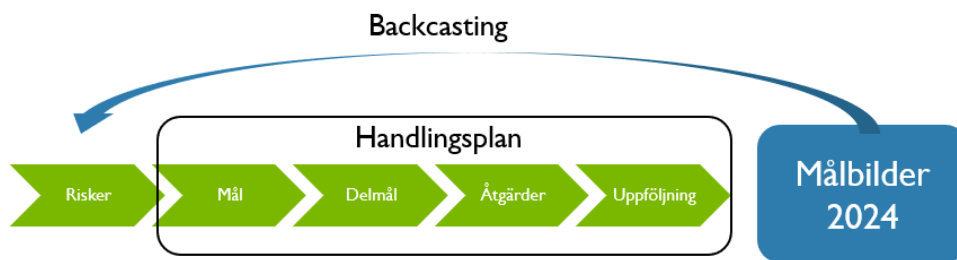 Backcasting
Handlingsplan
Risker
Mål
Delmål
Åtgärder
Uppföljning
Målbilder
2024